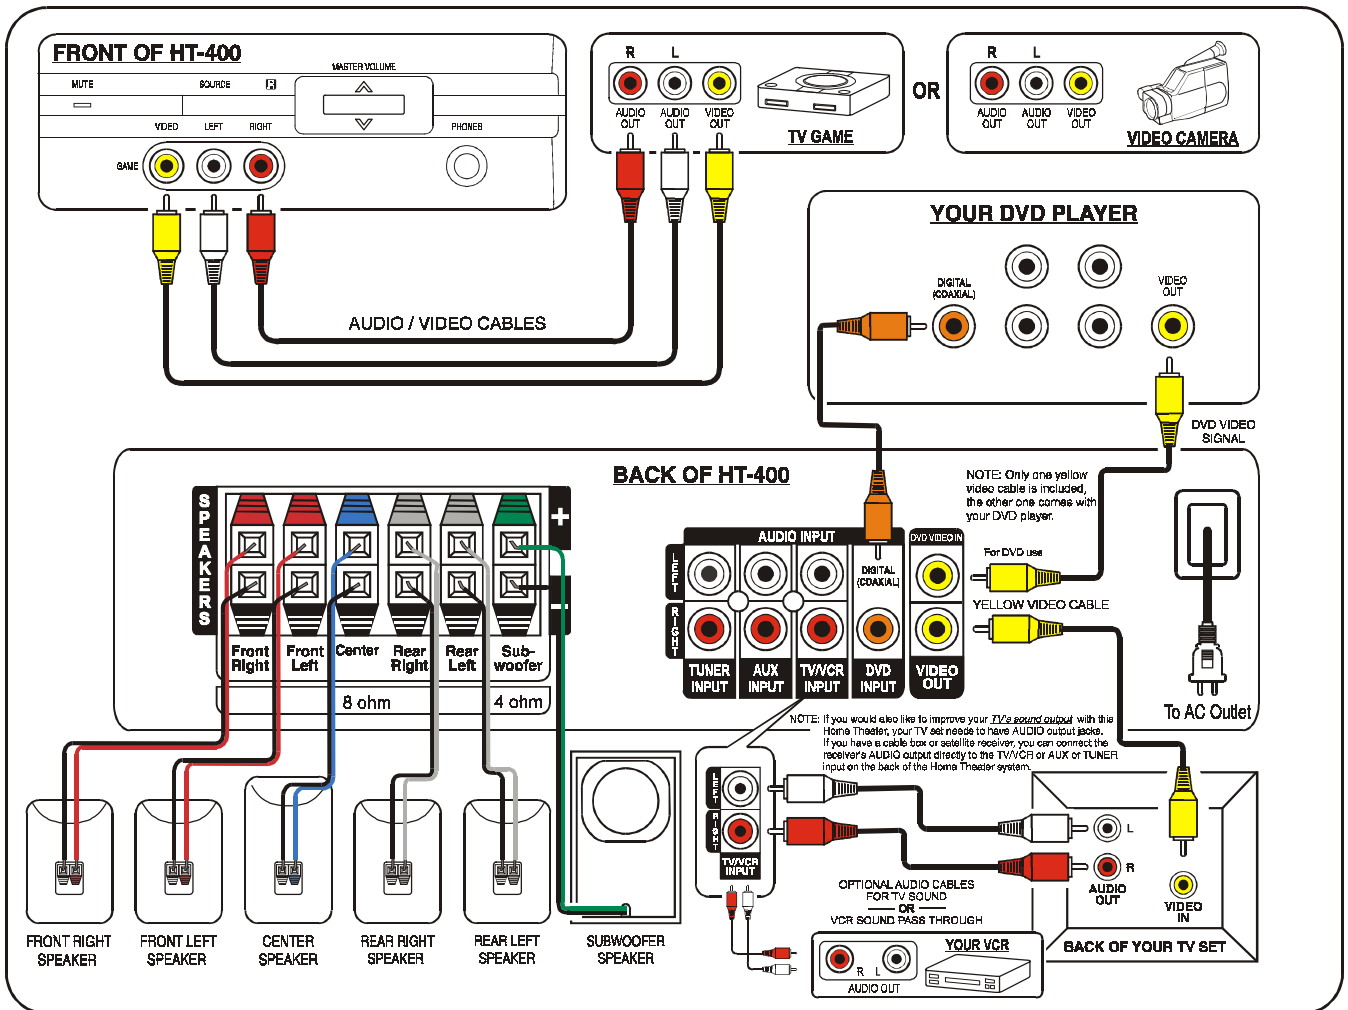 FRONT OF HT-400
MUTE
SOURCE
R
MASTER VOLUME
VIDEO
LEFT
RIGHT
PHONES
GAME
R
L
AUDIO OUT
AUDIO OUT
VIDEO OUT
TV GAME
OR
R
L
AUDIO OUT
AUDIO OUT
VIDEO OUT
VIDEO CAMERA
AUDIO / VIDEO CABLES
YOUR DVD PLAYER
DIGITAL
(COAXIAL)
VIDEO
OUT
DVD VIDEO
SIGNAL
BACK OF HT-400
NOTE: Only one yellow
video cable is included,
the other one comes with
your DVD player.
SPEAKERS
+
–
Front Right
Front Left
Center
Rear Right
Rear Left
Sub-woofer
8 ohm
4 ohm
AUDIO INPUT
DVD VIDEO IN
LEFT
RIGHT
DIGITAL
(COAXIAL)
TUNER INPUT
AUX INPUT
TV/VCR INPUT
DVD INPUT
VIDEO OUT
For DVD use
YELLOW VIDEO CABLE
To AC Outlet
NOTE: If you would also like to improve your TV's sound output with this
Home Theater, your TV set needs to have AUDIO output jacks.
If you have a cable box or satellite receiver, you can connect the
receiver's AUDIO output directly to the TV/VCR or AUX or TUNER
input on the back of the Home Theater system.
LEFT
RIGHT
TV/VCR
INPUT
OPTIONAL AUDIO CABLES
FOR TV SOUND
OR
VCR SOUND PASS THROUGH
L
R
AUDIO
OUT
VIDEO
IN
BACK OF YOUR TV SET
YOUR VCR
R L
AUDIO OUT
FRONT RIGHT
SPEAKER
FRONT LEFT
SPEAKER
CENTER
SPEAKER
REAR RIGHT
SPEAKER
REAR LEFT
SPEAKER
SUBWOOFER
SPEAKER